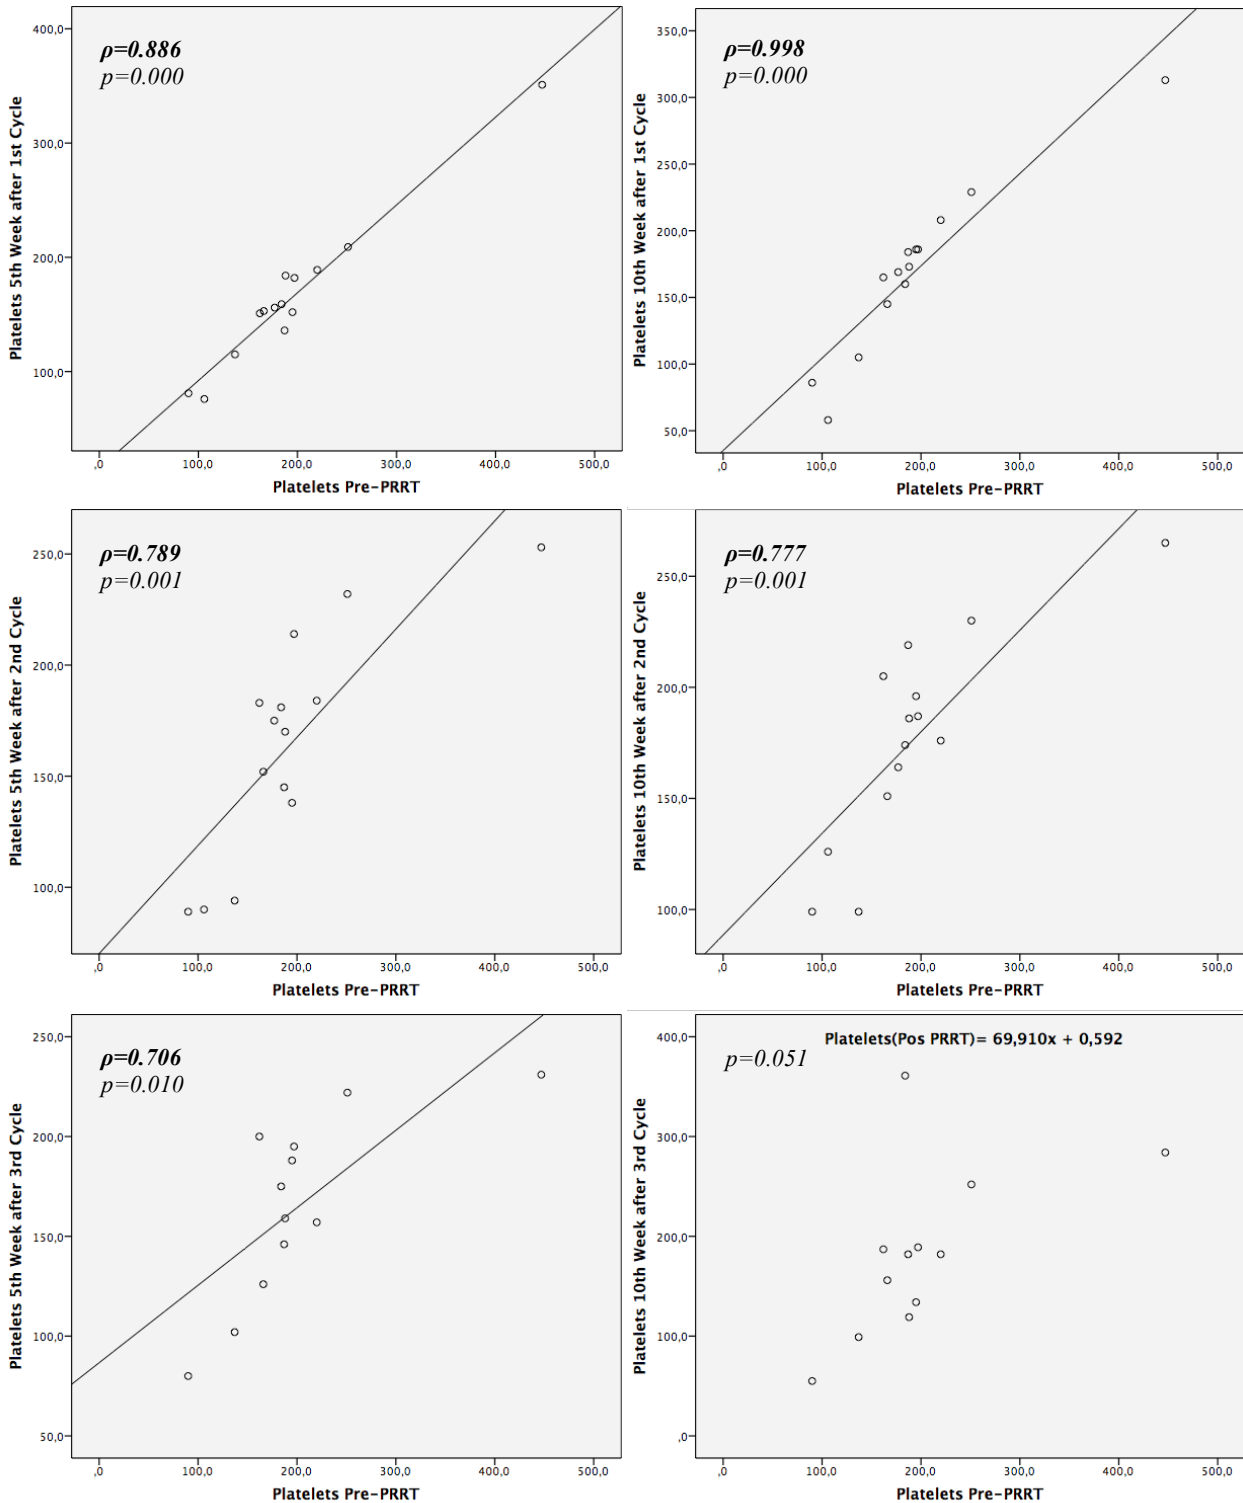 ρ=0.886
p=0.000
Platelets 5th Week after 1st Cycle
400,0
300,0
200,0
100,0
,0 100,0 200,0 300,0 400,0 500,0
Platelets Pre-PRRT
ρ=0.998
p=0.000
Platelets 10th Week after 1st Cycle
350,0
300,0
250,0
200,0
150,0
100,0
50,0
,0 100,0 200,0 300,0 400,0 500,0
Platelets Pre-PRRT
ρ=0.789
p=0.001
Platelets 5th Week after 2nd Cycle
250,0
200,0
150,0
100,0
,0 100,0 200,0 300,0 400,0 500,0
Platelets Pre-PRRT
ρ=0.777
p=0.001
Platelets 10th Week after 2nd Cycle
250,0
200,0
150,0
100,0
,0 100,0 200,0 300,0 400,0 500,0
Platelets Pre-PRRT
ρ=0.706
p=0.010
Platelets 5th Week after 3rd Cycle
250,0
200,0
150,0
100,0
50,0
,0 100,0 200,0 300,0 400,0 500,0
Platelets Pre-PRRT
Platelets(Pos PRRT)= 69,910x + 0,592
p=0.051
Platelets 10th Week after 3rd Cycle
400,0
300,0
200,0
100,0
,0
,0 100,0 200,0 300,0 400,0 500,0
Platelets Pre-PRRT